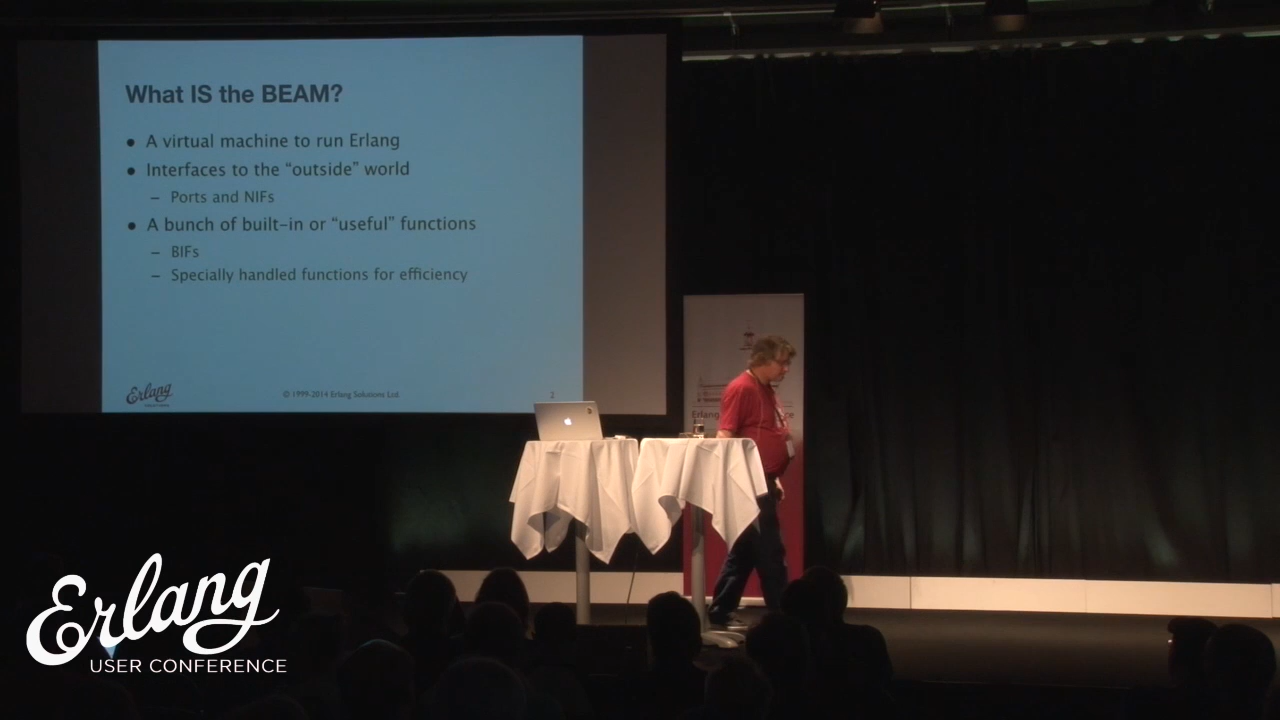 What IS the BEAM?
• A virtual machine to run Erlang
• Interfaces to the “outside” world
– Ports and NIFs
• A bunch of built-in or “useful” functions
– BIFs
– Specially handled functions for efficiency
Erlang
© 1999-2014 Erlang Solutions Ltd.
2
Erlang
Erlang
USER CONFERENCE